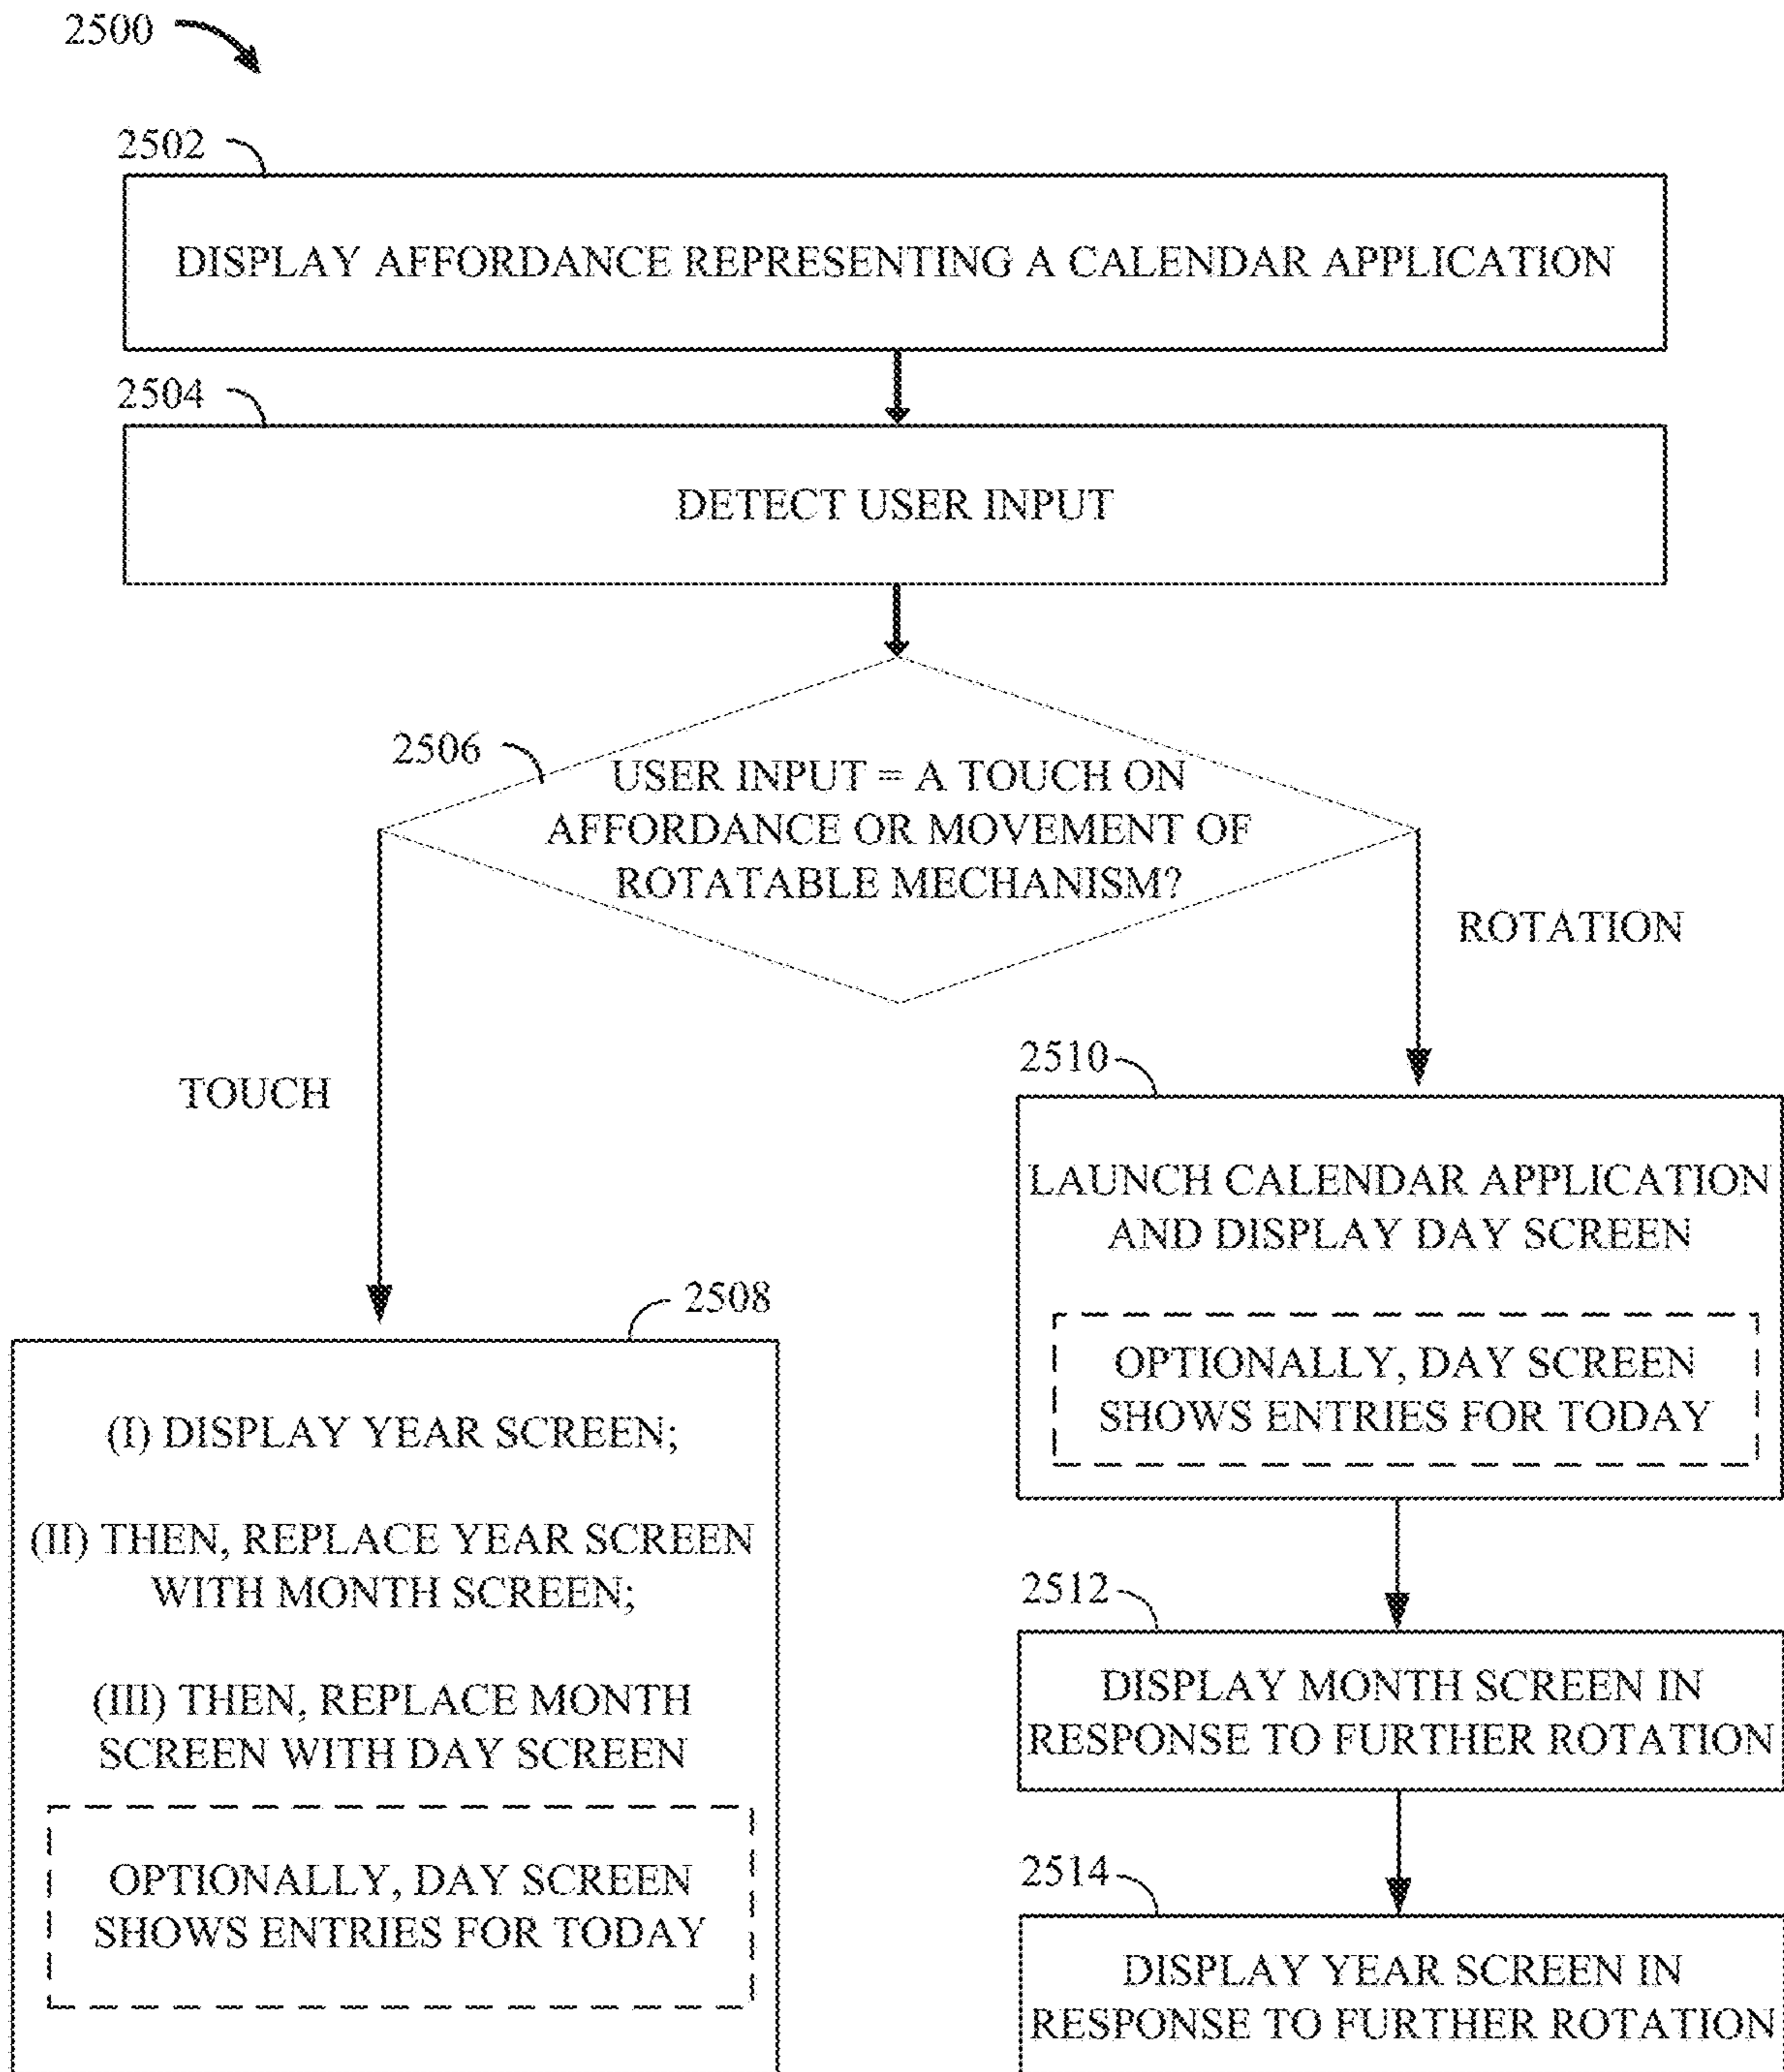 2500
2502
DISPLAY AFFORDANCE REPRESENTING A CALENDAR APPLICATION
2504
DETECT USER INPUT
2506
USER INPUT = A TOUCH ON
AFFORDANCE OR MOVEMENT OF
ROTATABLE MECHANISM?
TOUCH
ROTATION
2508
(I) DISPLAY YEAR SCREEN;
(II) THEN, REPLACE YEAR SCREEN
WITH MONTH SCREEN;
(III) THEN, REPLACE MONTH
SCREEN WITH DAY SCREEN
OPTIONALLY, DAY SCREEN
SHOWS ENTRIES FOR TODAY
2510
LAUNCH CALENDAR APPLICATION
AND DISPLAY DAY SCREEN
OPTIONALLY, DAY SCREEN
SHOWS ENTRIES FOR TODAY
2512
DISPLAY MONTH SCREEN IN
RESPONSE TO FURTHER ROTATION
2514
DISPLAY YEAR SCREEN IN
RESPONSE TO FURTHER ROTATION